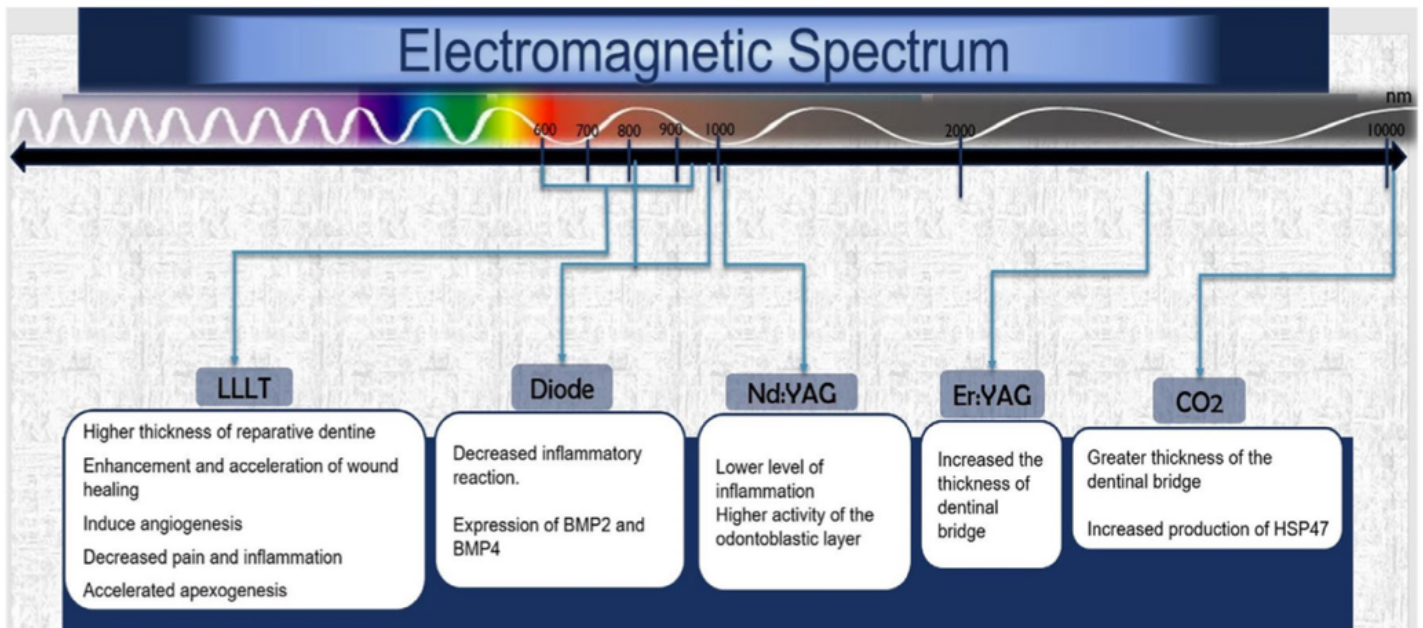 Electromagnetic Spectrum
nm
600 700 800 900 1000 2000 10000
LLLT
Higher thickness of reparative dentine
Enhancement and acceleration of wound
healing
Induce angiogenesis
Decreased pain and inflammation
Accelerated apexogenesis
Diode
Decreased inflammatory
reaction.
Expression of BMP2 and
BMP4
Nd:YAG
Lower level of
inflammation
Higher activity of the
odontoblastic layer
Er:YAG
Increased the
thickness of
dentinal
bridge
CO2
Greater thickness of the
dentinal bridge
Increased production of HSP47